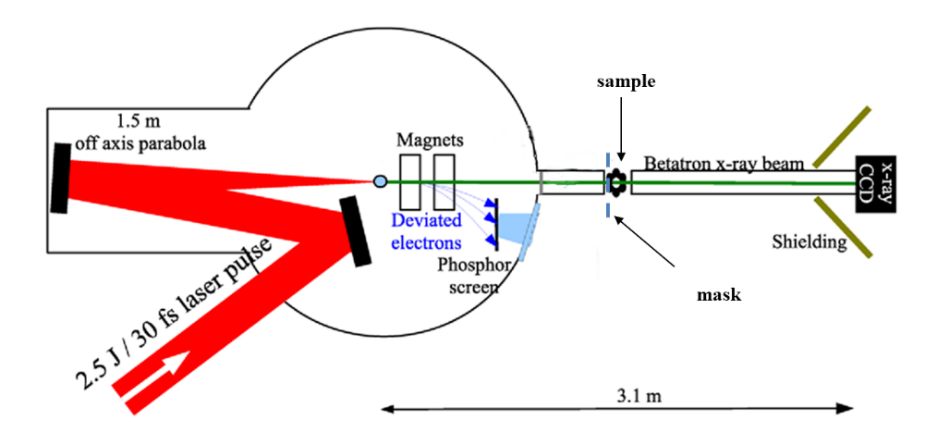 sample
1.5 m
off axis parabola
Magnets
Betatron x-ray beam
x-ray
CCD
Deviated
electrons
Shielding
Phosphor
screen
mask
2.5 J / 30 fs laser pulse
3.1 m